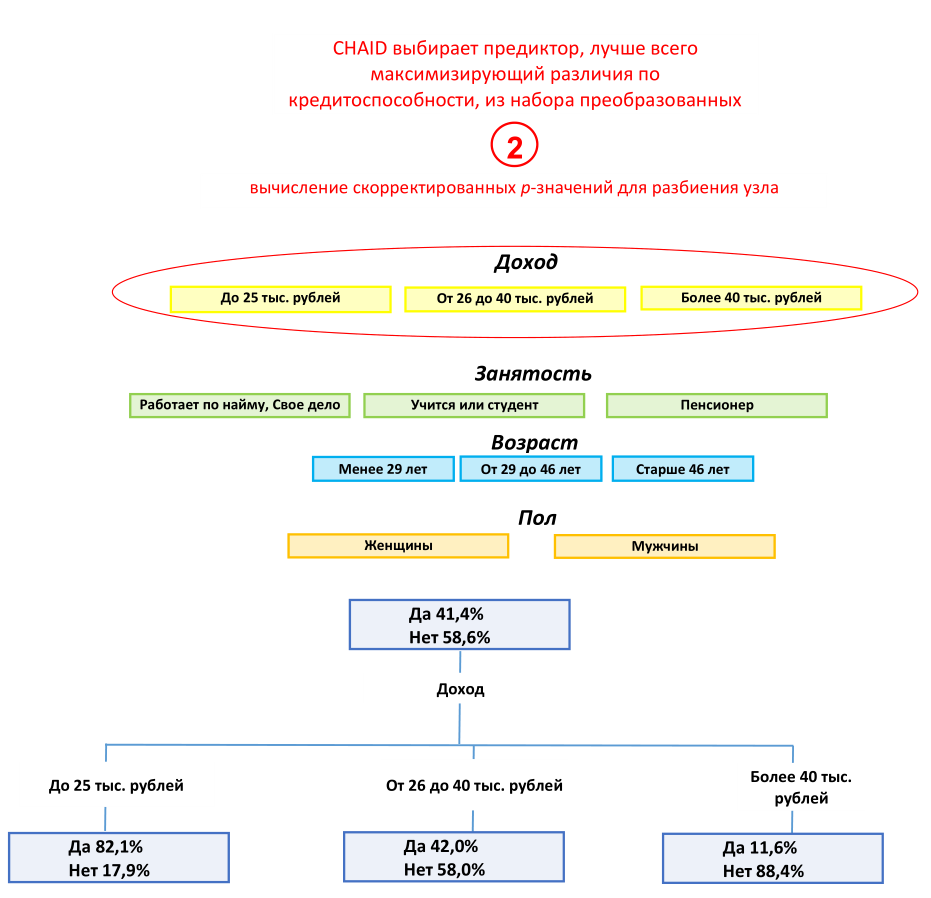 CHAID выбирает предиктор, лучше всего
максимизирующий различия по
кредитоспособности, из набора преобразованных
2
вычисление скорректированных p-значений для разбиения узла
Доход
До 25 тыс. рублей
От 26 до 40 тыс. рублей
Более 40 тыс. рублей
Занятость
Работает по найму, Свое дело
Учится или студент
Пенсионер
Возраст
Менее 29 лет
От 29 до 46 лет
Старше 46 лет
Пол
Женщины
Мужчины
Да 41,4%
Нет 58,6%
Доход
До 25 тыс. рублей
От 26 до 40 тыс. рублей
Более 40 тыс.
рублей
Да 82,1%
Нет 17,9%
Да 42,0%
Нет 58,0%
Да 11,6%
Нет 88,4%